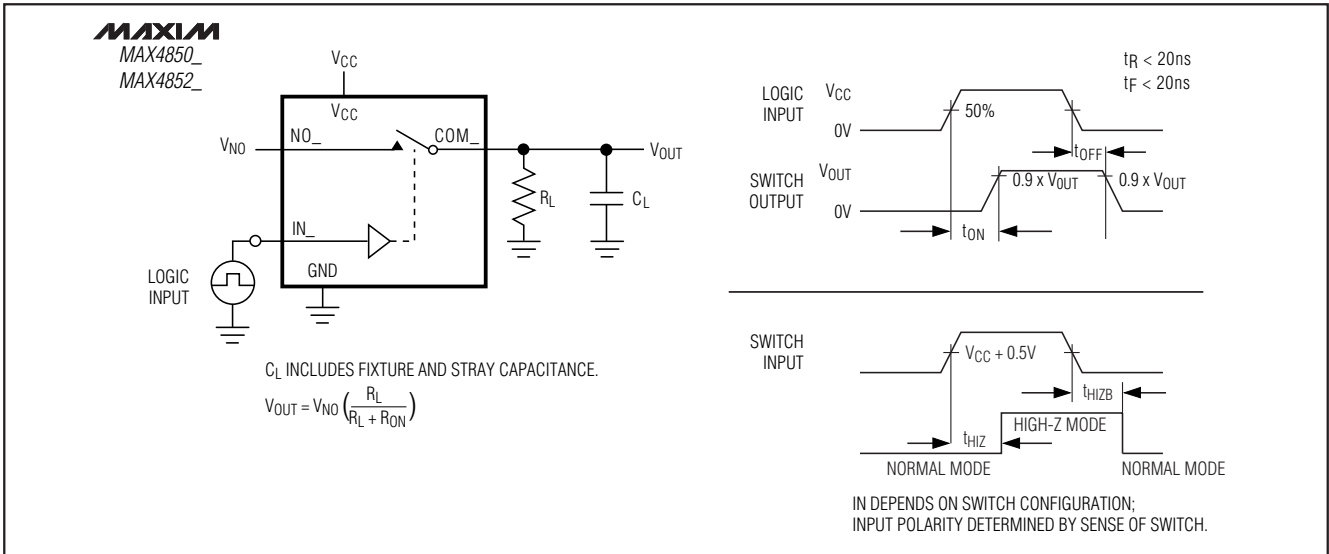 MAXIM
MAX4850_
MAX4852_
VCC
VCC
NO_
COM_
VNO
VOUT
RL
CL
IN_
GND
LOGIC
INPUT
CL INCLUDES FIXTURE AND STRAY CAPACITANCE.
VOUT = VNO ( RL / RL + RON )
tR < 20ns
tF < 20ns
LOGIC
INPUT
VCC
50%
0V
tOFF
SWITCH
OUTPUT
VOUT
0.9 x VOUT
0.9 x VOUT
0V
tON
SWITCH
INPUT
VCC + 0.5V
tHIZB
HIGH-Z MODE
tHIZ
NORMAL MODE
NORMAL MODE
IN DEPENDS ON SWITCH CONFIGURATION;
INPUT POLARITY DETERMINED BY SENSE OF SWITCH.